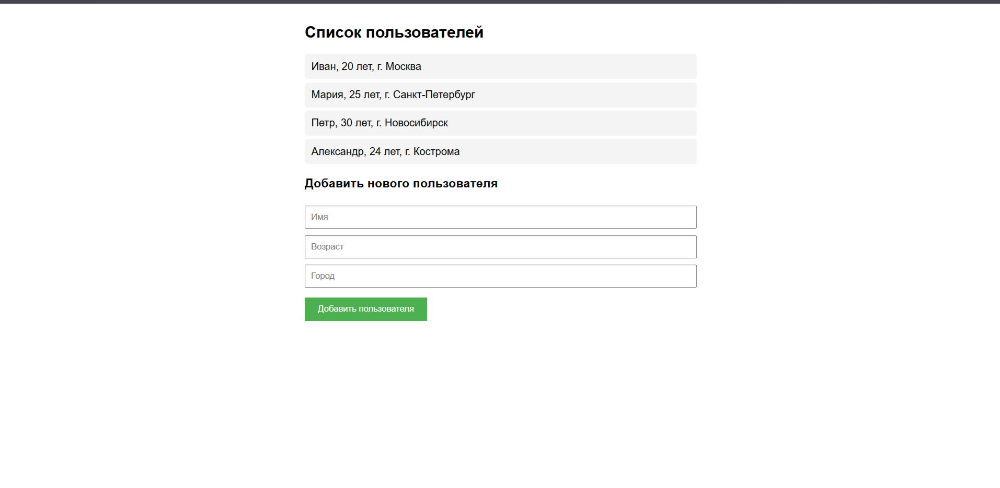 Список пользователей
Иван, 20 лет, г. Москва
Мария, 25 лет, г. Санкт-Петербург
Петр, 30 лет, г. Новосибирск
Александр, 24 лет, г. Кострома
Добавить нового пользователя
Имя
Возраст
Город
Добавить пользователя